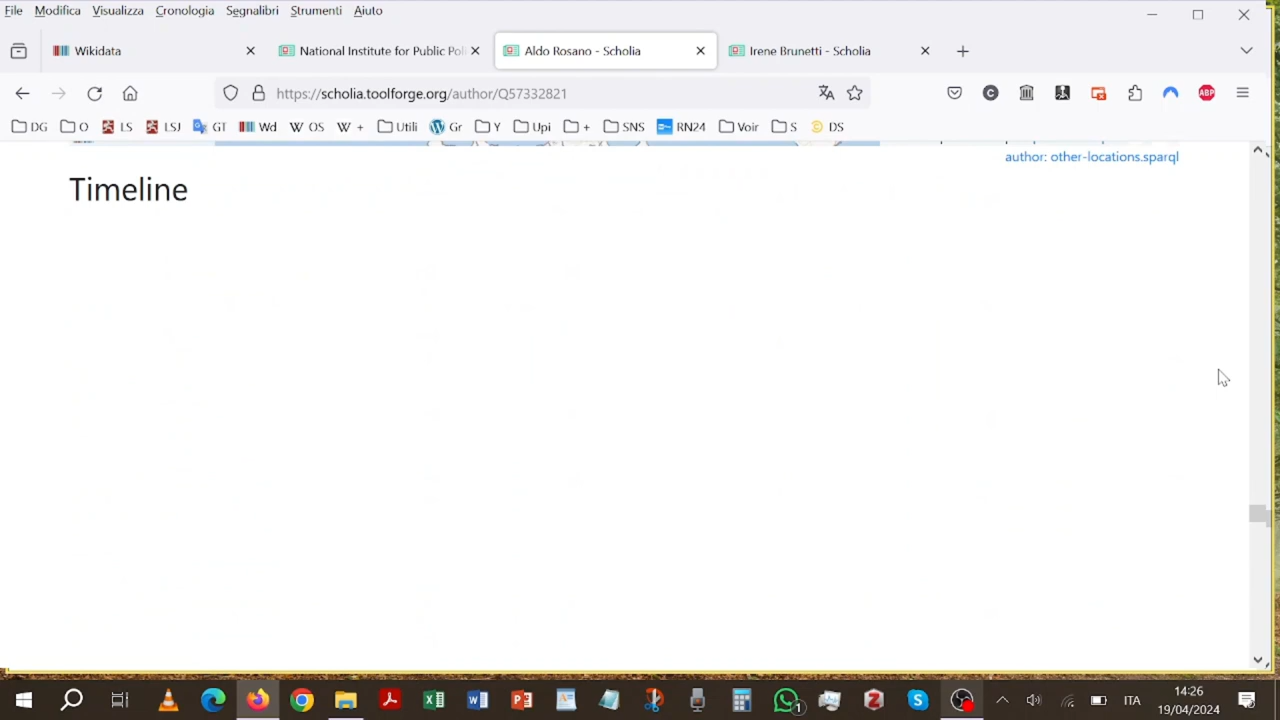 File Modifica Visualizza Cronologia Segnalibri Strumenti Aiuto
Wikidata
National Institute for Public Poli
Aldo Rosano - Scholia
Irene Brunetti - Scholia
https://scholia.toolforge.org/author/Q57332821
DG O LS LSJ GT Wd OS + Utili Gr Y Upi + SNS RN24 Voir S DS
author: other-locations.sparql
Timeline
ITA
14:26
19/04/2024